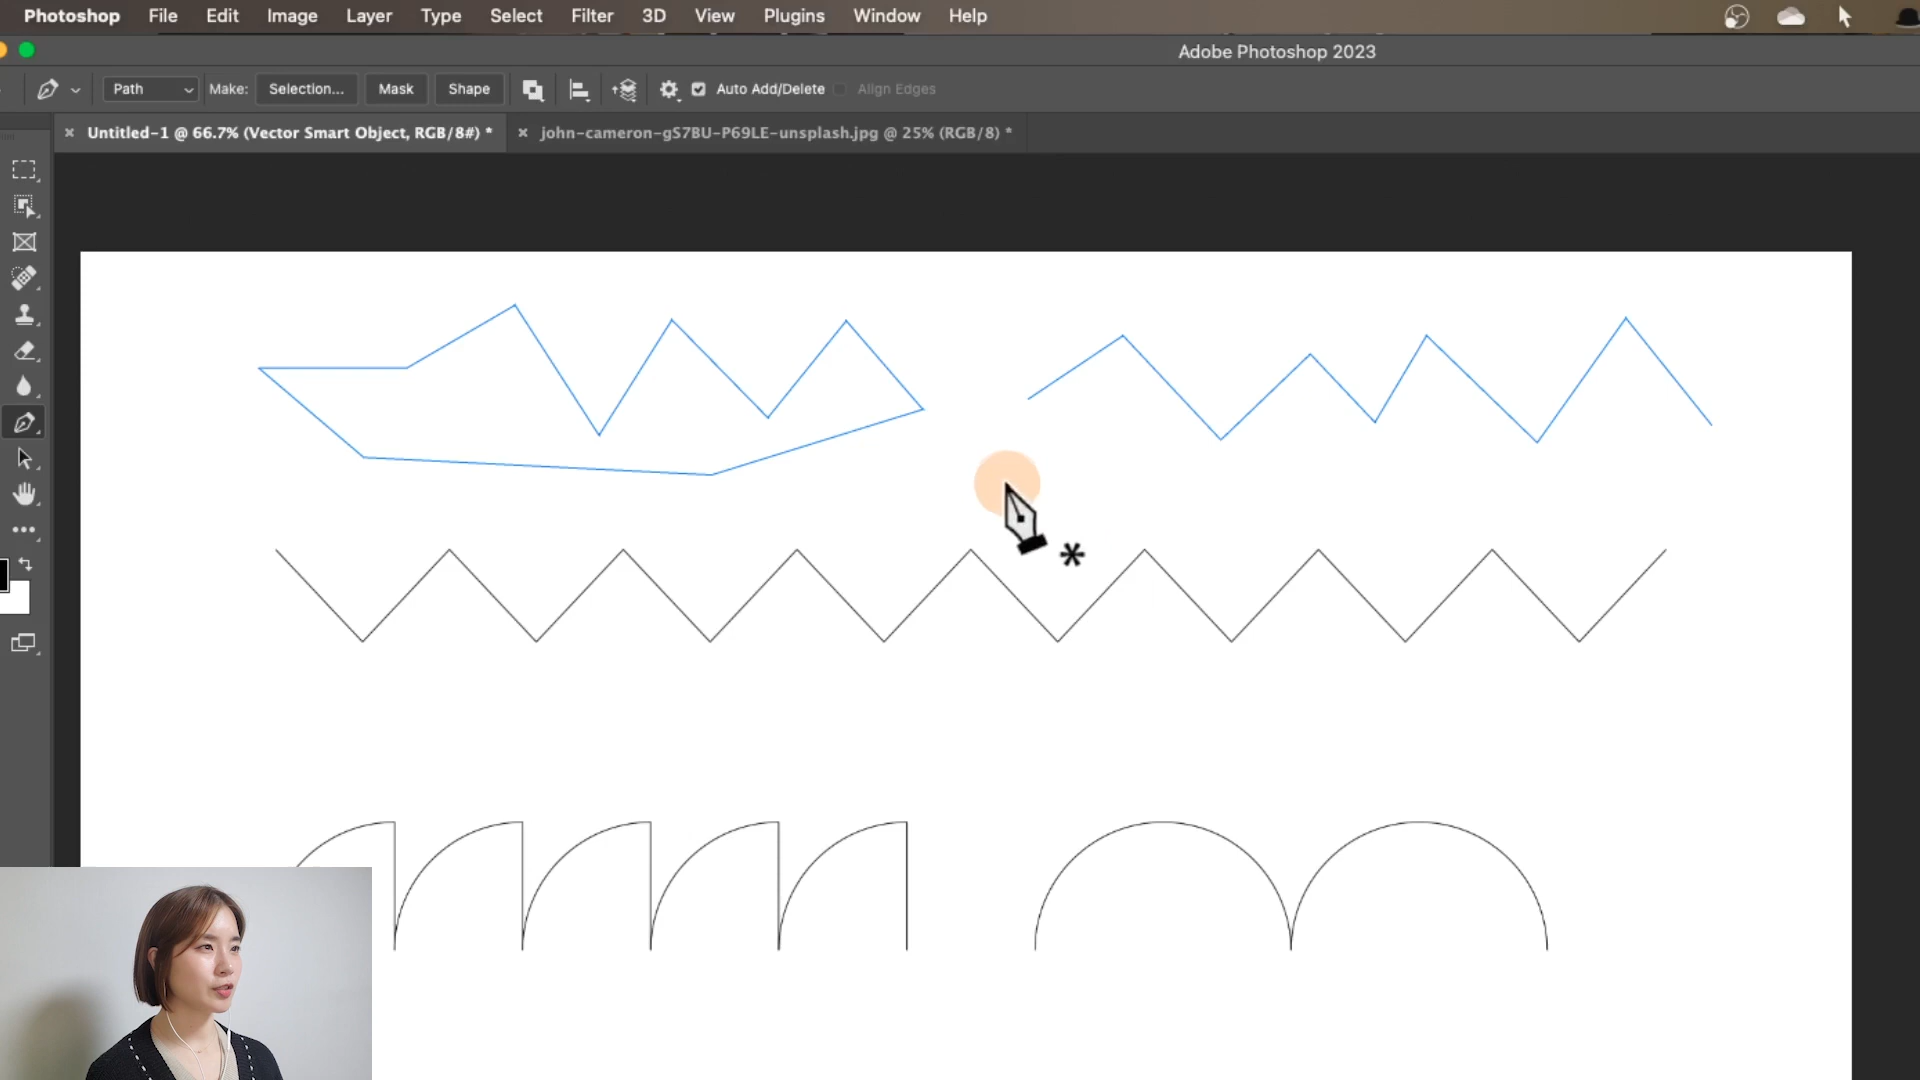 Photoshop File Edit Image Layer Type Select Filter 3D View Plugins Window Help
Adobe Photoshop 2023
Path Make: Selection... Mask Shape Auto Add/Delete Align Edges
Untitled-1 @ 66.7% (Vector Smart Object, RGB/8#) * john-cameron-gS7BU-P69LE-unsplash.jpg @ 25% (RGB/8) *